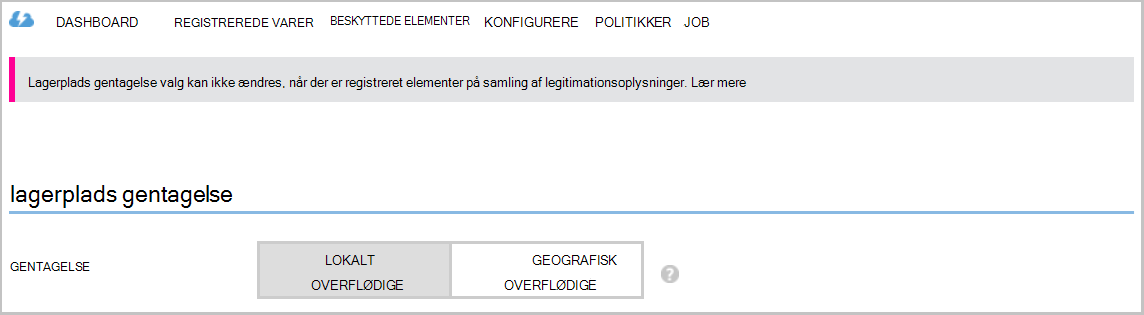 DASHBOARD REGISTREREDE VARER BESKYTTEDE ELEMENTER KONFIGURERE POLITIKKER JOB
Lagerplads gentagelse valg kan ikke ændres, når der er registreret elementer på samling af legitimationsoplysninger. Lær mere
lagerplads gentagelse
GENTAGELSE
LOKALT
OVERFLØDIGE
GEOGRAFISK
OVERFLØDIGE
?